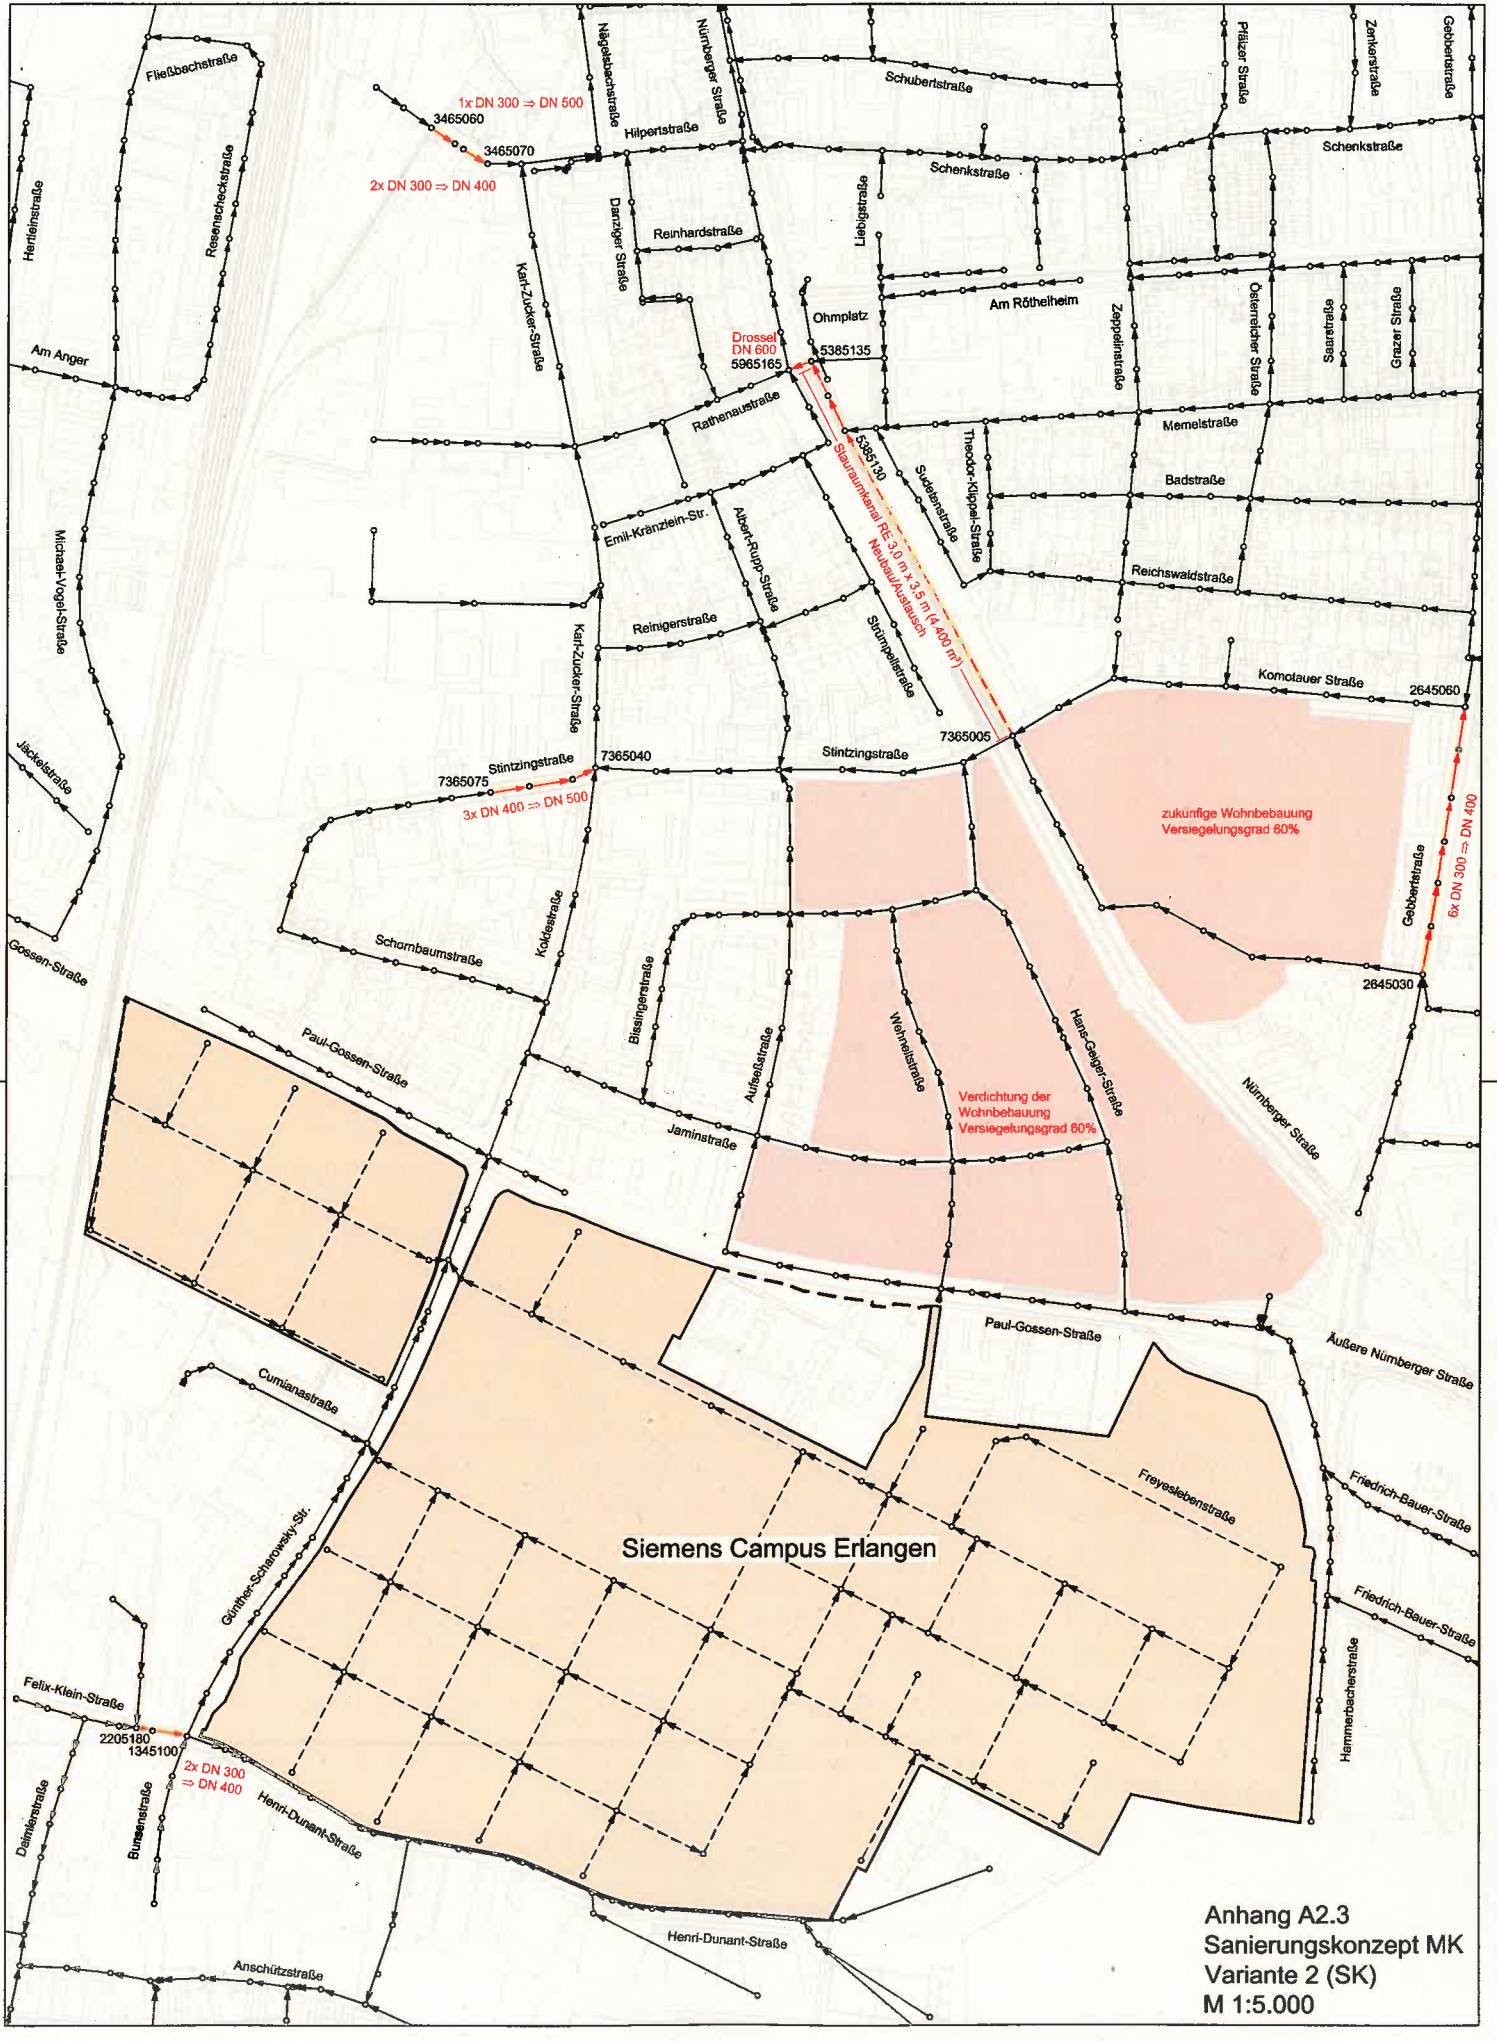 Fließbachstraße
Hertleinstraße
Resenscheckstraße
Am Anger
Michael-Vogel-Straße
Jäckelstraße
Gossen-Straße
1x DN 300 ⇒ DN 500
3465060
3465070
2x DN 300 ⇒ DN 400
Nägelsbachstraße
Nürnberger Straße
Hilpertstraße
Schubertstraße
Pfälzer Straße
Zenkerstraße
Gebbertstraße
Schenkstraße
Schenkstraße
Danziger Straße
Reinhardstraße
Liebigstraße
Karl-Zucker-Straße
Am Röthelheim
Ohmplatz
Zeppelinstraße
Österreicher Straße
Saarstraße
Grazer Straße
Drossel
DN 600
5965165
5385135
Rathenaustraße
5385130
Memelstraße
Sudetenstraße
Theodor-Klippel-Straße
Badstraße
Stauraumkanal RE 3,0 m x 3,5 m (4.400 m³)
Neubau/Austausch
Emil-Kränzlein-Str.
Albert-Rupp-Straße
Reichswaldstraße
Reinigerstraße
Strümpellstraße
Karl-Zucker-Straße
Komotauer Straße
2645060
7365005
Stintzingstraße
7365040
Stintzingstraße
7365075
3x DN 400 ⇒ DN 500
zukünfige Wohnbebauung
Versiegelungsgrad 60%
6x DN 300 ⇒ DN 400
Gebbertstraße
2645030
Koldestraße
Schornbaumstraße
Bissingerstraße
Aufseßstraße
Wehneltstraße
Hans-Geiger-Straße
Paul-Gossen-Straße
Verdichtung der
Wohnbebauung
Versiegelungsgrad 60%
Nürnberger Straße
Jaminstraße
Paul-Gossen-Straße
Äußere Nürnberger Straße
Cumianastraße
Freyeslebenstraße
Friedrich-Bauer-Straße
Günther-Scharowsky-Str.
Siemens Campus Erlangen
Friedrich-Bauer-Straße
Hammerbacherstraße
Felix-Klein-Straße
2205180
1345100
2x DN 300
⇒ DN 400
Daimlerstraße
Bunsenstraße
Henri-Dunant-Straße
Henri-Dunant-Straße
Anschützstraße
Anhang A2.3
Sanierungskonzept MK
Variante 2 (SK)
M 1:5.000